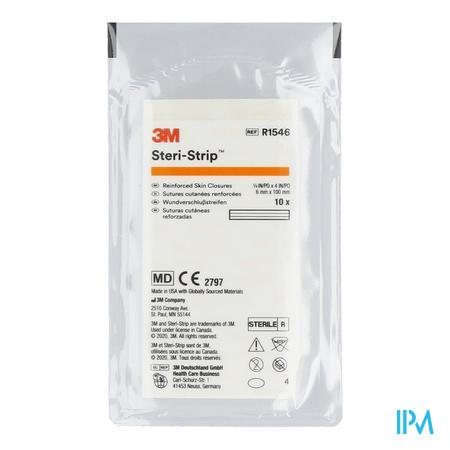 3M
REF R1546
Steri-Strip™
Reinforced Skin Closures
Sutures cutanées renforcées
Wundverschlußstreifen
Suturas cutáneas
reforzadas
¼ IN/PO x 4 IN/PO
6 mm x 100 mm
10 x
MD CE 2797
Made in USA with Globally Sourced Materials
3M Company
2510 Conway Ave.
St. Paul, MN 55144
3M and Steri-Strip are trademarks of 3M.
Used under license in Canada.
© 2020, 3M. All rights reserved.
STERILE R
3M et Steri-Strip sont de 3M,
utilisées sous licence au Canada.
© 2020, 3M. Tous droits réservés.
EC REP
3M Deutschland GmbH
Health Care Business
Carl-Schurz-Str. 1
41453 Neuss, Germany
4
IPM